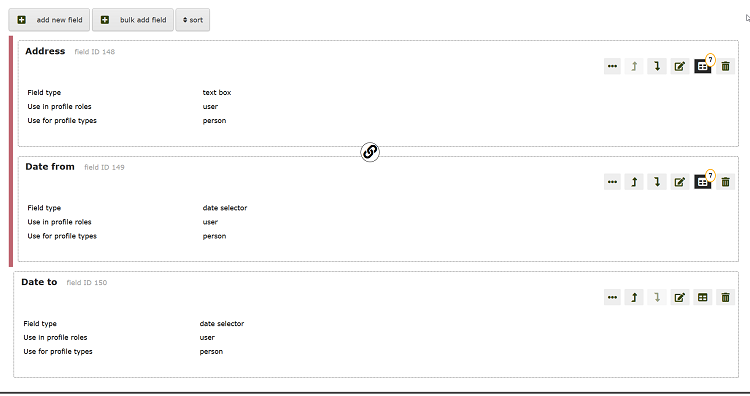 add new field bulk add field sort
Address field ID 148
7
Field type text box
Use in profile roles user
Use for profile types person
Date from field ID 149
7
Field type date selector
Use in profile roles user
Use for profile types person
Date to field ID 150
Field type date selector
Use in profile roles user
Use for profile types person